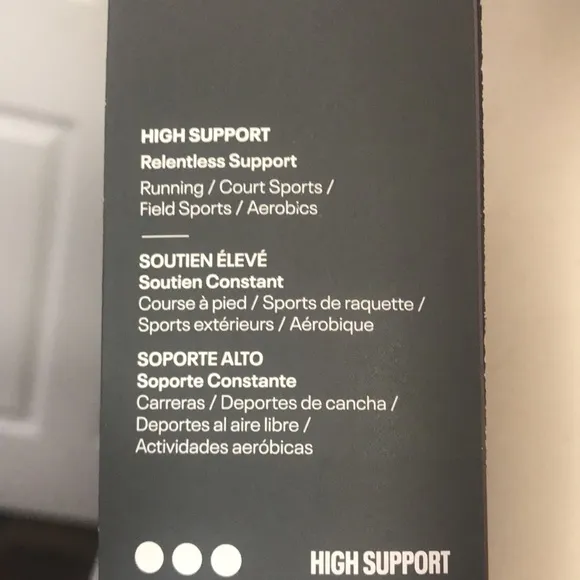 HIGH SUPPORT
Relentless Support
Running / Court Sports /
Field Sports / Aerobics
SOUTIEN ÉLEVÉ
Soutien Constant
Course à pied / Sports de raquette /
Sports extérieurs / Aérobique
SOPORTE ALTO
Soporte Constante
Carreras / Deportes de cancha /
Deportes al aire libre /
Actividades aeróbicas
HIGH SUPPORT